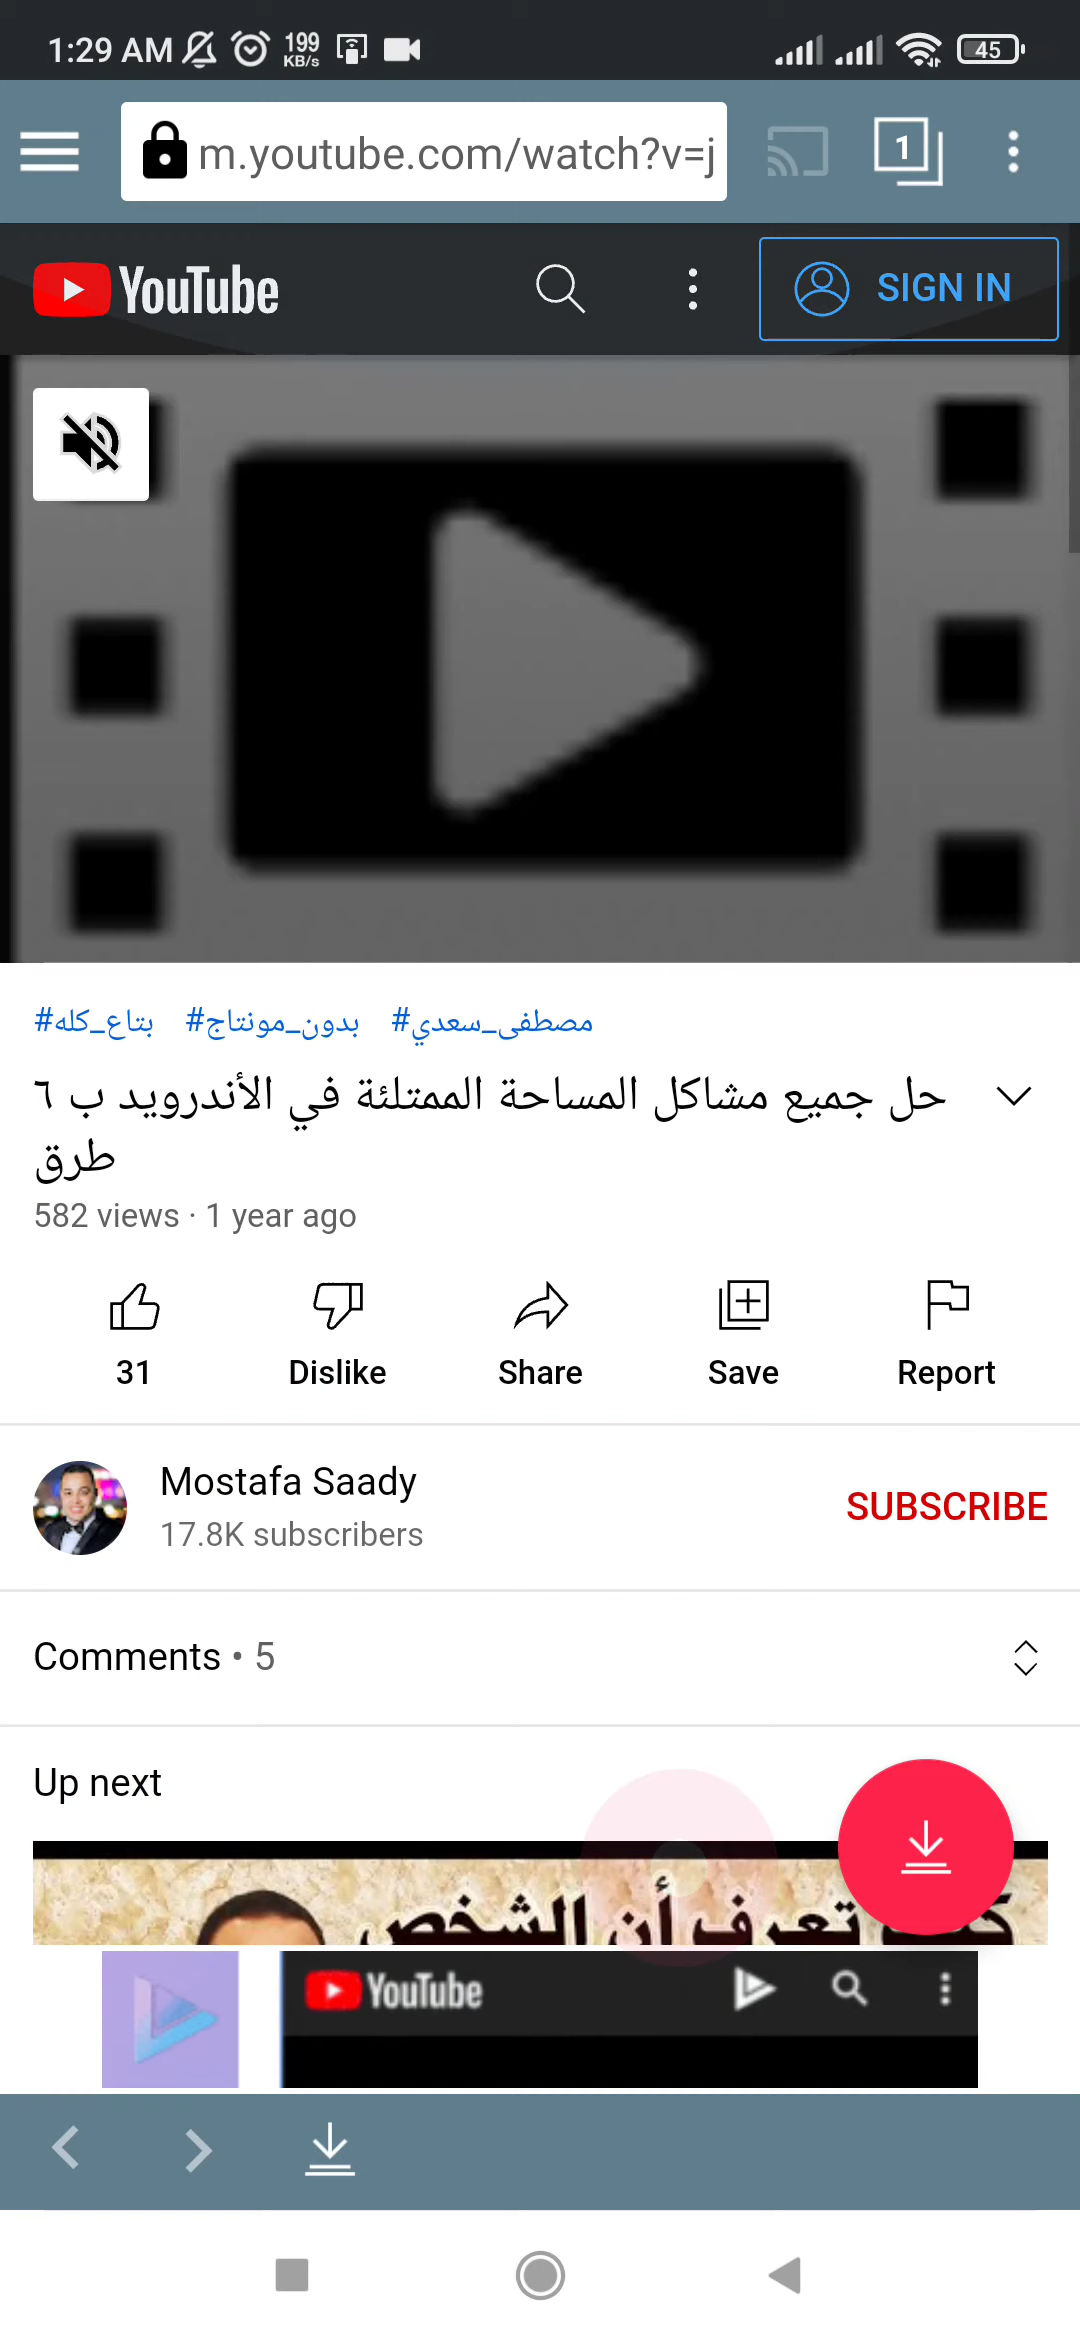 1:29 AM 199 KB/s 45
m.youtube.com/watch?v=j 1
YouTube SIGN IN
#بتاع_كله #بدون_مونتاج #مصطفى_سعدي
حل جميع مشاكل المساحة الممتلئة في الأندرويد ب ٦
طرق
582 views · 1 year ago
31 Dislike Share Save Report
Mostafa Saady
17.8K subscribers
SUBSCRIBE
Comments • 5
Up next
تعرف أن الشخص
YouTube